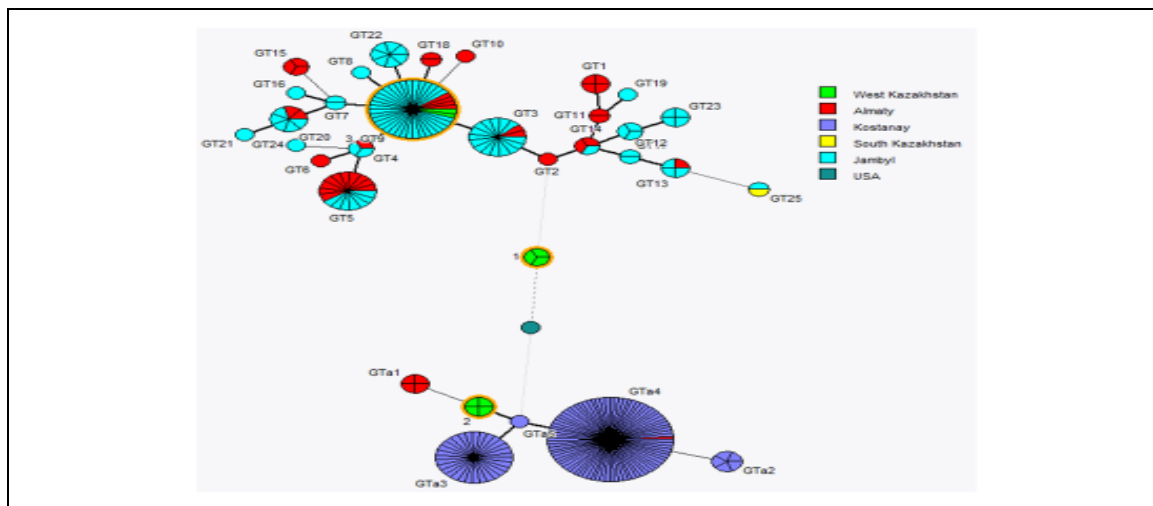 GT22
GT18
GT10
GT15
GT8
GT1
GT19
GT16
GT3
GT23
GT7
GT11
GT14
GT21
GT24
GT20
3
GT9
GT4
GT12
GT2
GT6
GT13
GT5
GT25
West Kazakhstan
Almaty
Kostanay
South Kazakhstan
Jambyl
USA
1
GTa1
GTa4
2
GTa3
GTa2